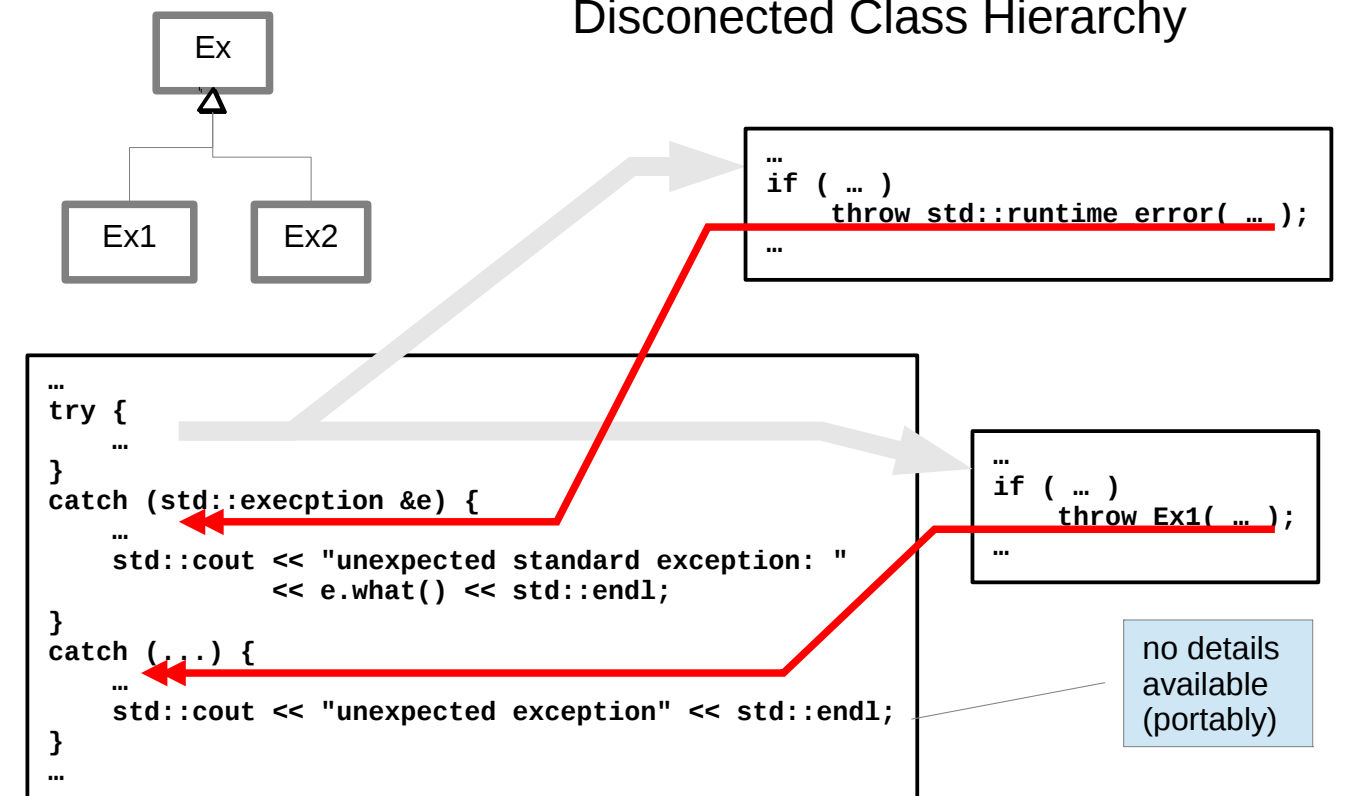 Disconected Class Hierarchy
Ex
Ex1
Ex2
…
if ( … )
    throw std::runtime_error( … );
…
…
try {
    …
}
catch (std::execption &e) {
    …
    std::cout << "unexpected standard exception: "
              << e.what() << std::endl;
}
catch (...) {
    …
    std::cout << "unexpected exception" << std::endl;
}
…
…
if ( … )
    throw Ex1( … );
…
no details
available
(portably)